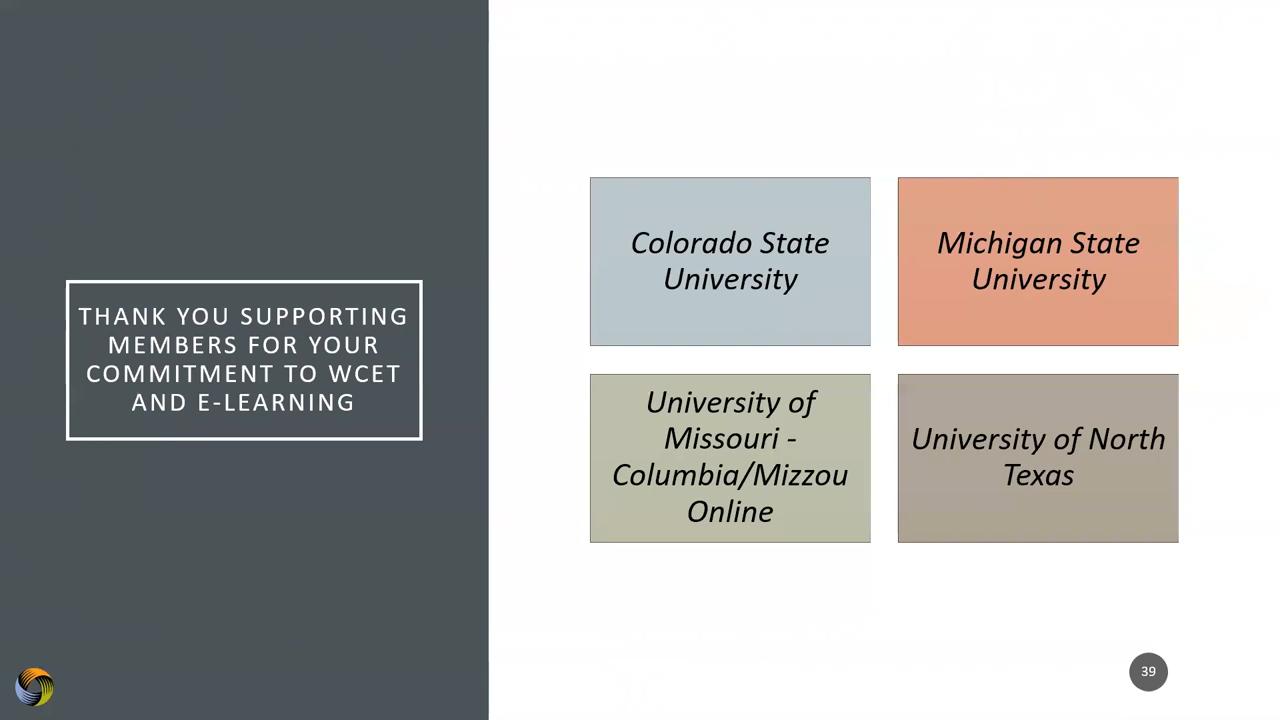 THANK YOU SUPPORTING
MEMBERS FOR YOUR
COMMITMENT TO WCET
AND E-LEARNING
Colorado State
University
Michigan State
University
University of
Missouri -
Columbia/Mizzou
Online
University of North
Texas
39